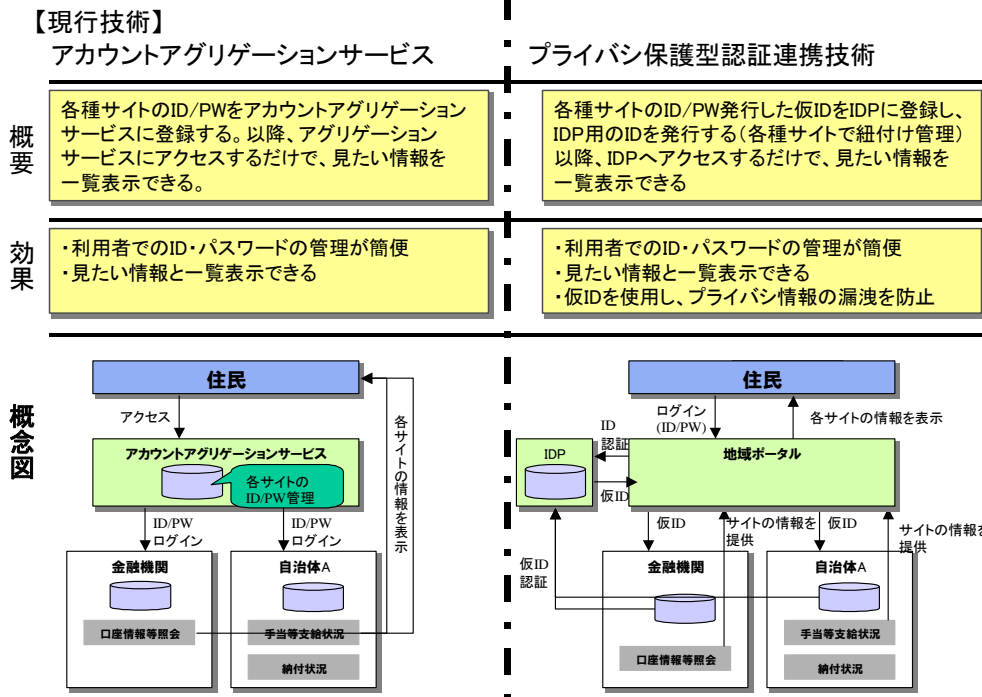 【現行技術】
アカウントアグリゲーションサービス
プライバシ保護型認証連携技術
概要
各種サイトのID/PWをアカウントアグリゲーション
サービスに登録する。以降、アグリゲーション
サービスにアクセスするだけで、見たい情報を
一覧表示できる。
各種サイトのID/PW発行した仮IDをIDPに登録し、
IDP用のIDを発行する(各種サイトで紐付け管理)
以降、IDPへアクセスするだけで、見たい情報を
一覧表示できる
効果
・利用者でのID・パスワードの管理が簡便
・見たい情報と一覧表示できる
・利用者でのID・パスワードの管理が簡便
・見たい情報と一覧表示できる
・仮IDを使用し、プライバシ情報の漏洩を防止
概念図
住民
アクセス
アカウントアグリゲーションサービス
各サイトの
ID/PW管理
各サイトの情報を表示
ID/PW
ログイン
ID/PW
ログイン
金融機関
自治体A
口座情報等照会
手当等支給状況
納付状況
住民
ログイン
(ID/PW)
各サイトの情報を表示
ID
認証
IDP
地域ポータル
仮ID
仮ID
サイトの情報を
提供
仮ID
サイトの情報を
提供
仮ID
認証
金融機関
自治体A
口座情報等照会
手当等支給状況
納付状況